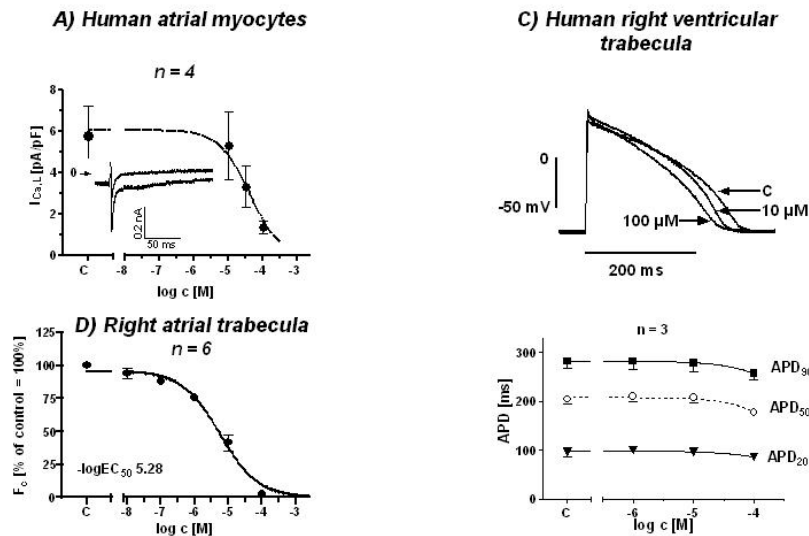 A) Human atrial myocytes
n = 4
8
6
4
2
0
I_Ca,L [pA/pF]
0
0.2 nA
50 ms
C -8 -7 -6 -5 -4 -3
log c [M]
C) Human right ventricular
trabecula
0
-50 mV
C
10 µM
100 µM
200 ms
D) Right atrial trabecula
n = 6
125
100
75
50
25
0
F_c [% of control = 100%]
-logEC50 5.28
C -8 -7 -6 -5 -4 -3
log c [M]
n = 3
300
200
100
0
APD [ms]
APD90
APD50
APD20
C -6 -5 -4
log c [M]